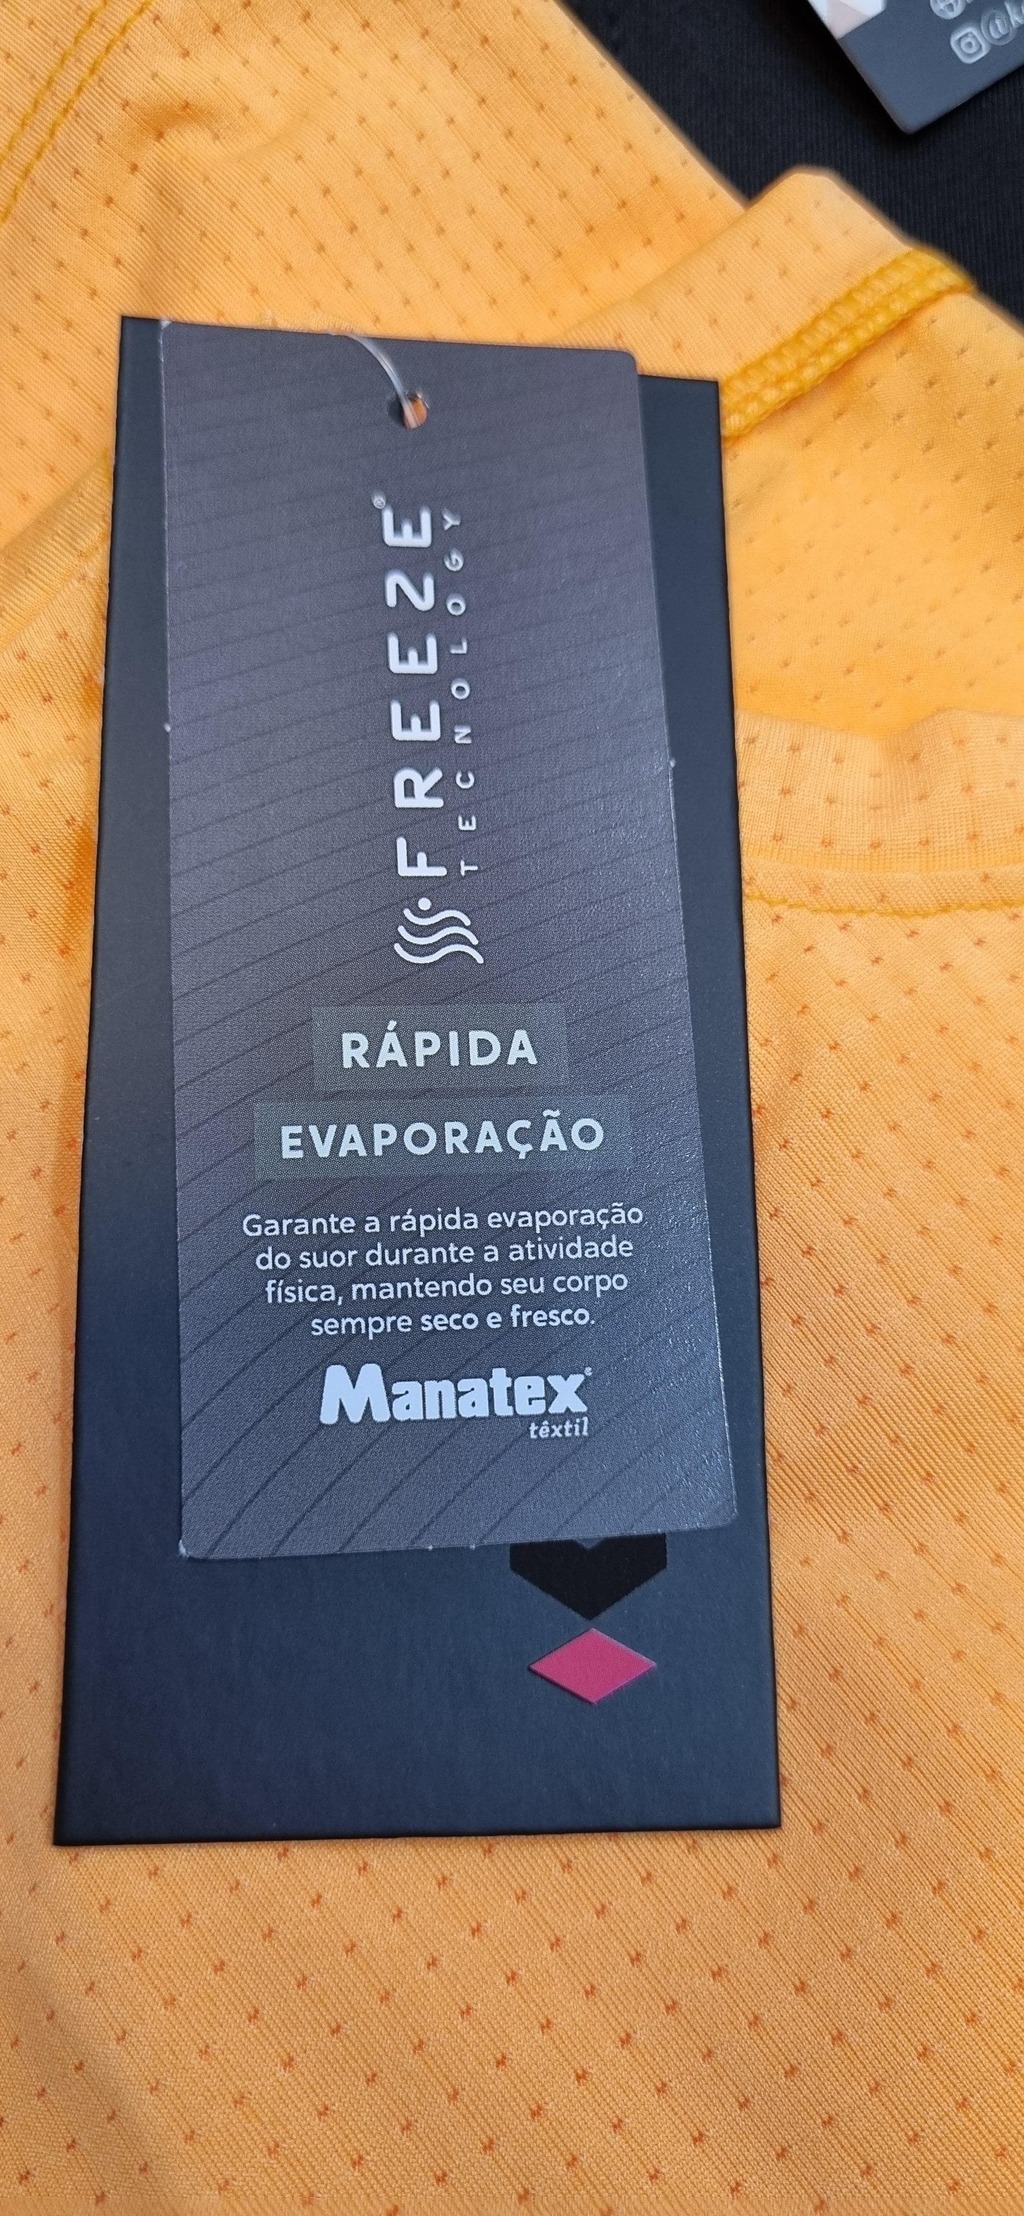 FREEZE®
TECNOLOGY
RÁPIDA
EVAPORAÇÃO
Garante a rápida evaporação
do suor durante a atividade
física, mantendo seu corpo
sempre seco e fresco.
Manatex®
têxtil